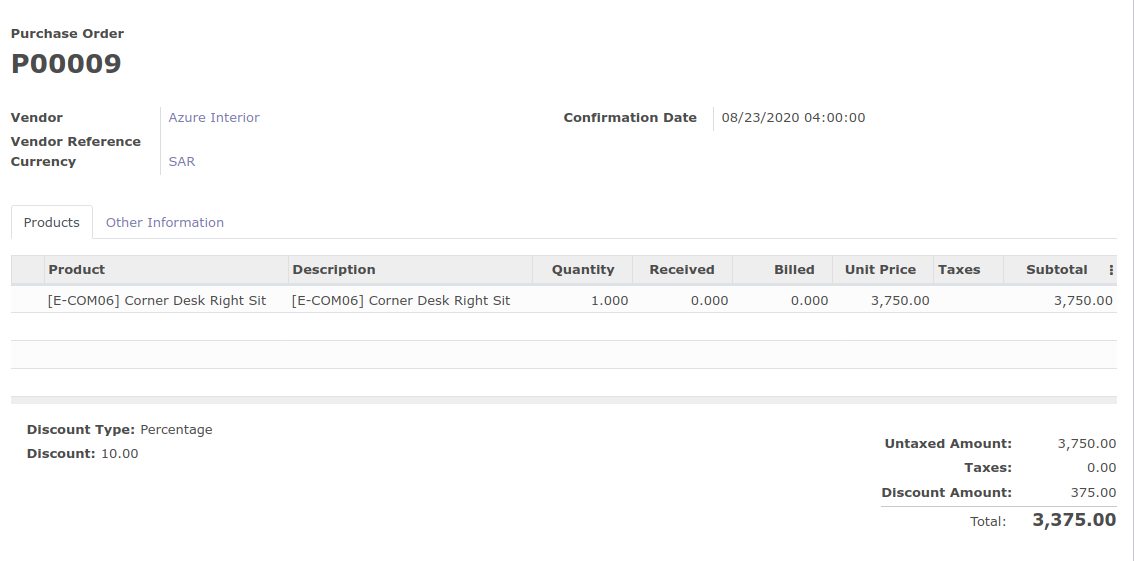 Purchase Order
P00009
Vendor Azure Interior Confirmation Date 08/23/2020 04:00:00
Vendor Reference
Currency SAR
Products Other Information
Product Description Quantity Received Billed Unit Price Taxes Subtotal
[E-COM06] Corner Desk Right Sit [E-COM06] Corner Desk Right Sit 1.000 0.000 0.000 3,750.00 3,750.00
Discount Type: Percentage
Discount: 10.00
Untaxed Amount: 3,750.00
Taxes: 0.00
Discount Amount: 375.00
Total: 3,375.00